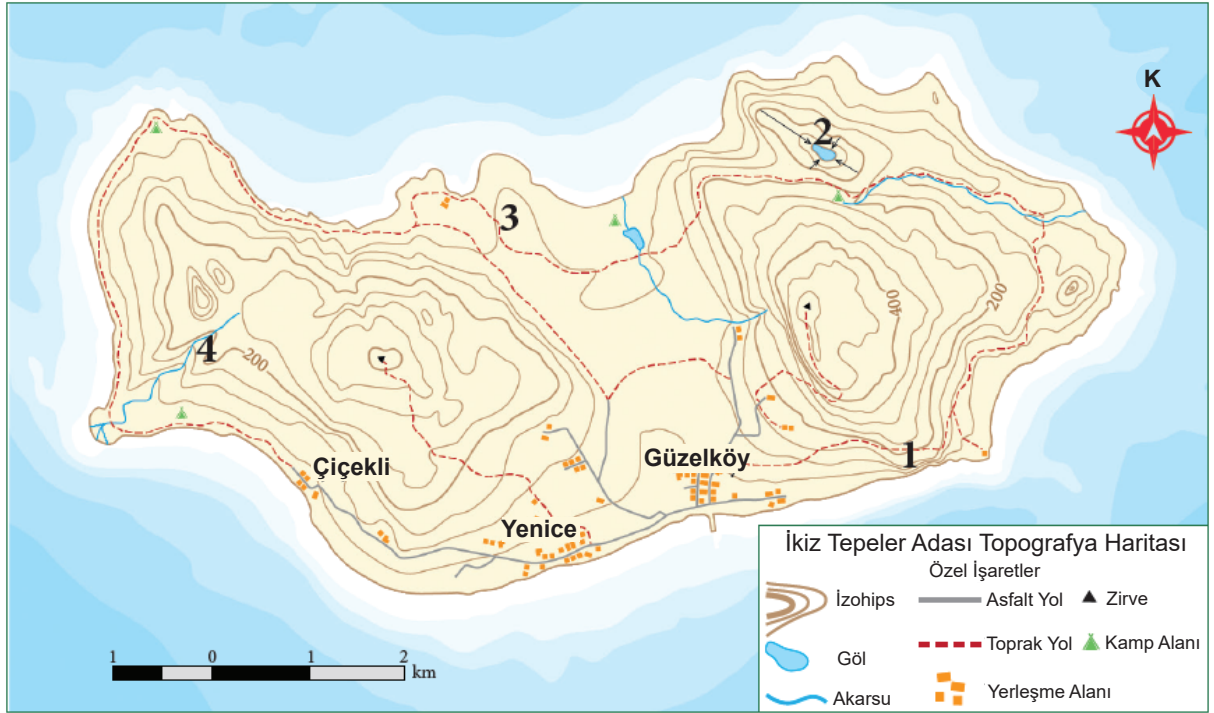 K
2
3
4
200
400
200
1
Çiçekli
Güzelköy
Yenice
1 0 1 2
km
İkiz Tepeler Adası Topografya Haritası
Özel İşaretler
İzohips
Asfalt Yol
Zirve
Göl
Toprak Yol
Kamp Alanı
Akarsu
Yerleşme Alanı